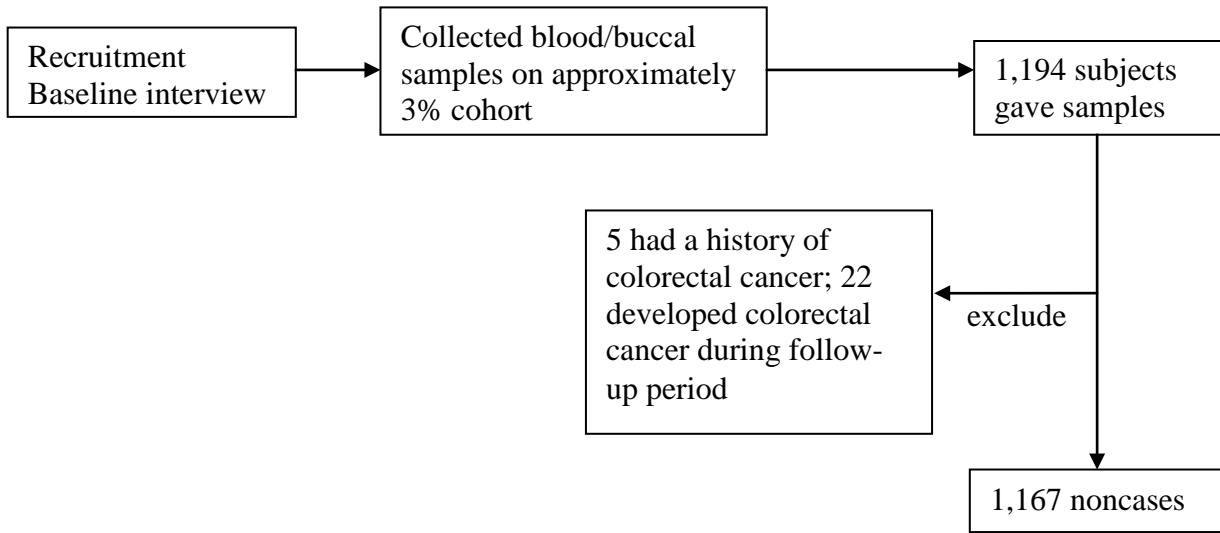 Recruitment
Baseline interview
Collected blood/buccal
samples on approximately
3% cohort
1,194 subjects
gave samples
5 had a history of
colorectal cancer; 22
developed colorectal
cancer during follow-
up period
exclude
1,167 noncases